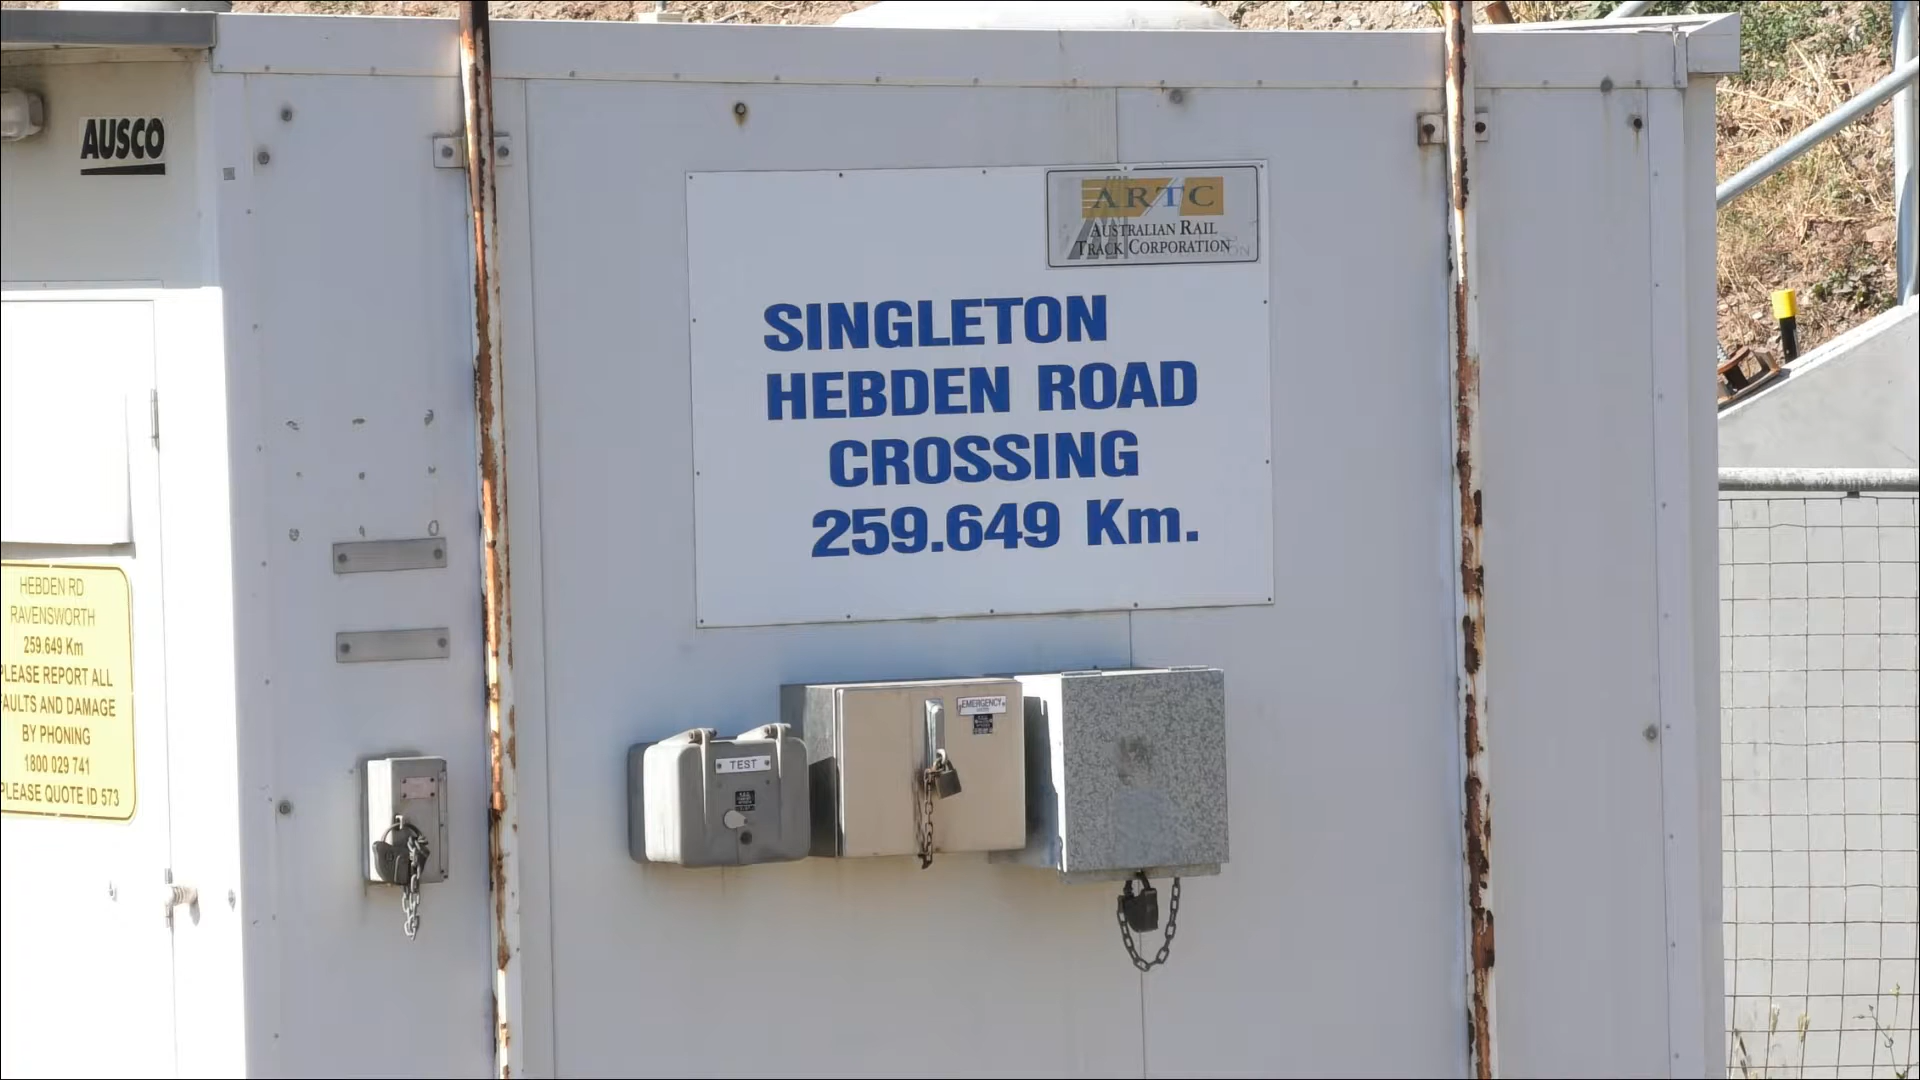 AUSCO
ARTC
AUSTRALIAN RAIL
TRACK CORPORATION
SINGLETON
HEBDEN ROAD
CROSSING
259.649 Km.
HEBDEN RD
RAVENSWORTH
259.649 Km
PLEASE REPORT ALL
FAULTS AND DAMAGE
BY PHONING
1800 029 741
PLEASE QUOTE ID 573
TEST
EMERGENCY